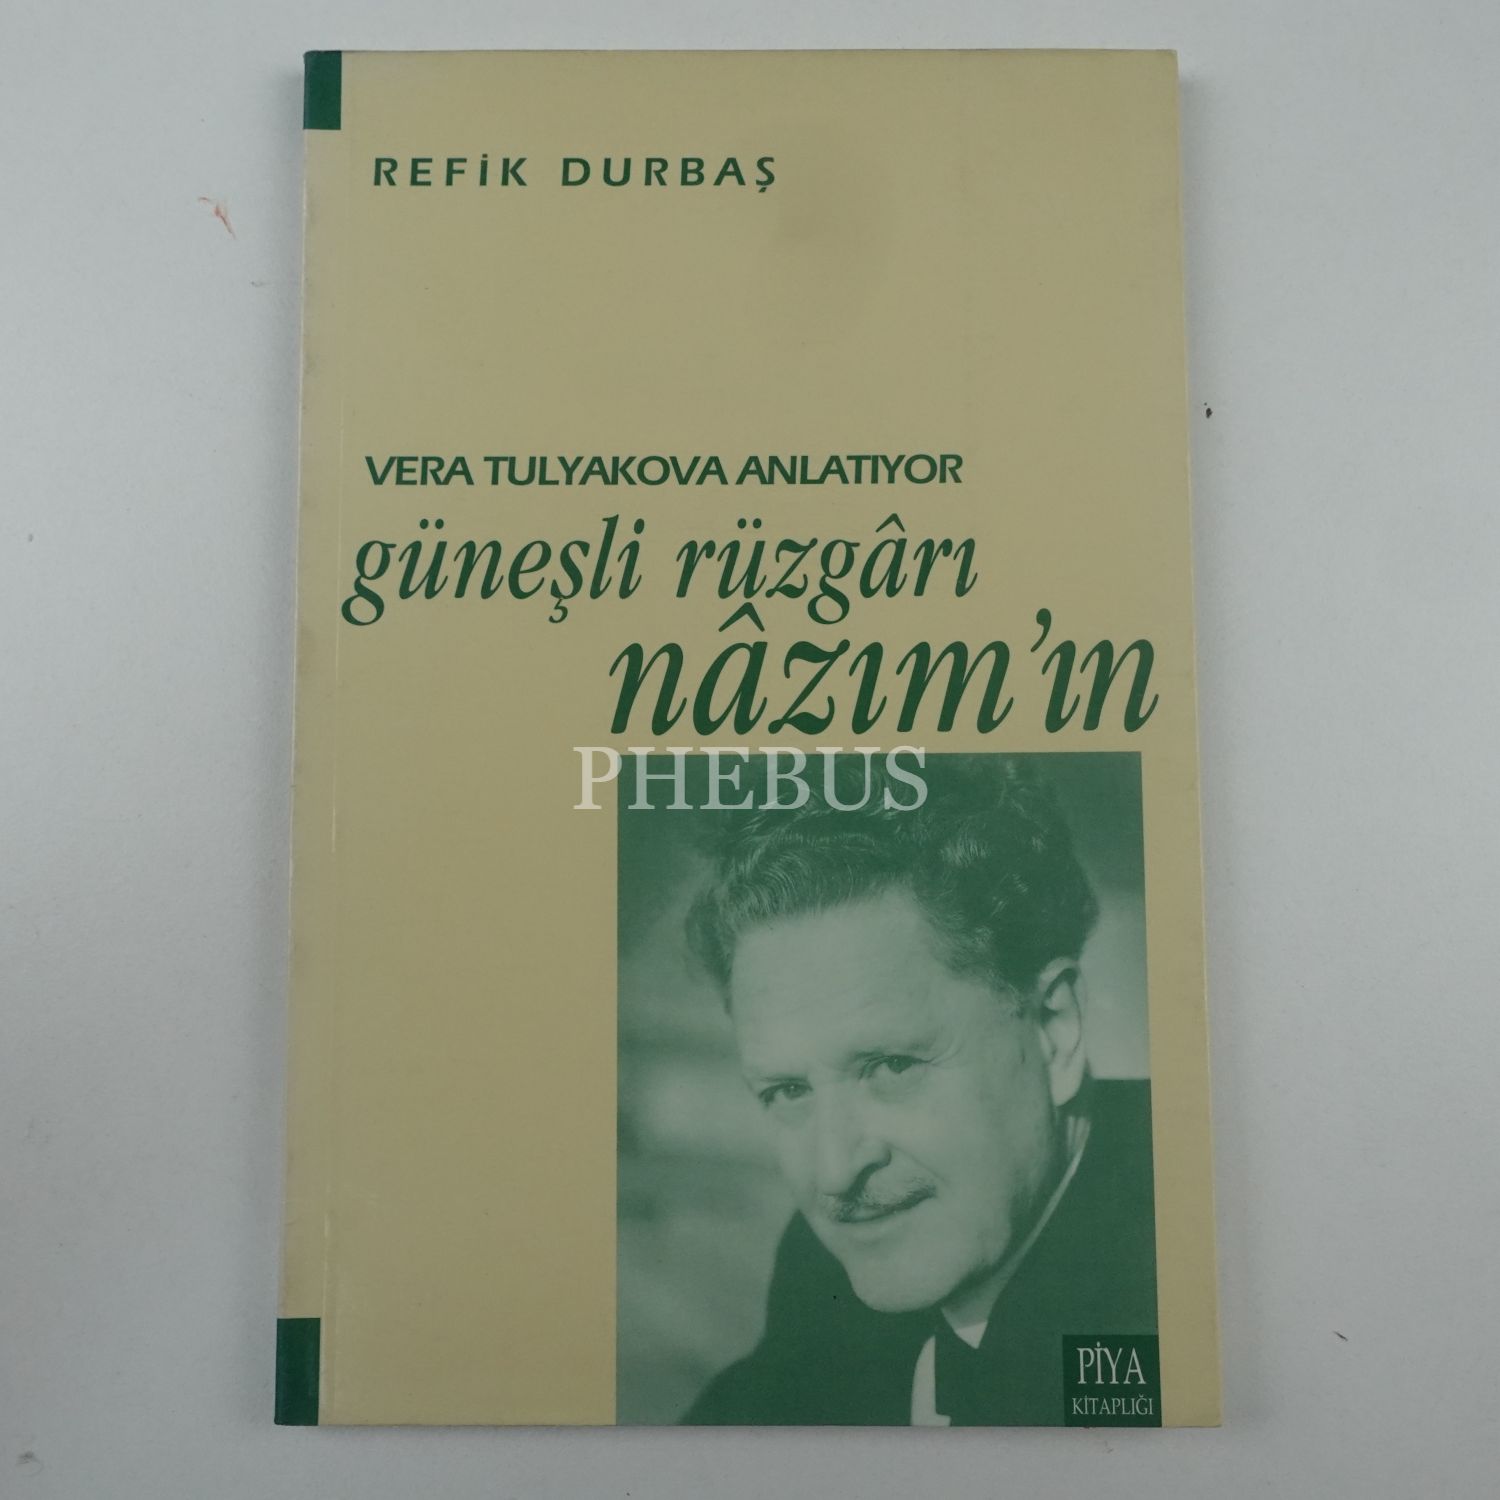 REFİK DURBAŞ
VERA TULYAKOVA ANLATIYOR
güneşli rüzgârı
nâzım'ın
PHEBUS
PİYA
KİTAPLIĞI